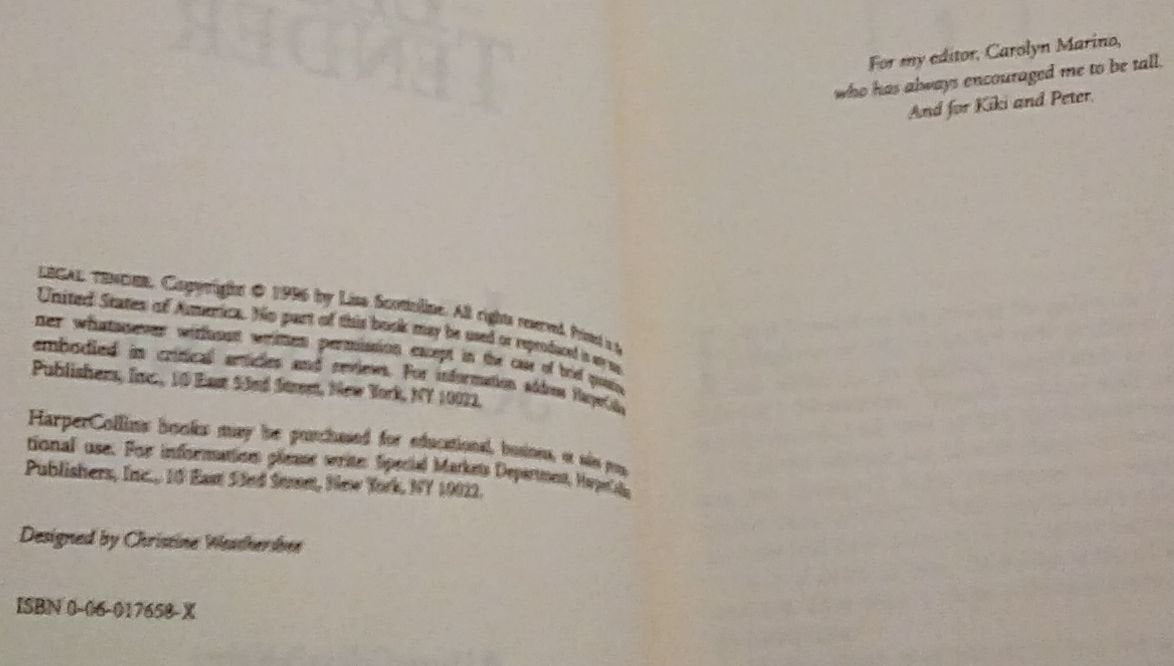 LEGAL TENDER. Copyright © 1996 by Lisa Scottoline. All rights reserved. Printed in the
United States of America. No part of this book may be used or reproduced in any man-
ner whatsoever without written permission except in the case of brief quotations
embodied in critical articles and reviews. For information address HarperCollins
Publishers, Inc., 10 East 53rd Street, New York, NY 10022.
HarperCollins books may be purchased for educational, business, or sales promo-
tional use. For information please write: Special Markets Department, HarperCollins
Publishers, Inc., 10 East 53rd Street, New York, NY 10022.
Designed by Christine Weathersbee
ISBN 0-06-017658-X
For my editor, Carolyn Marino,
who has always encouraged me to be tall.
And for Kiki and Peter.